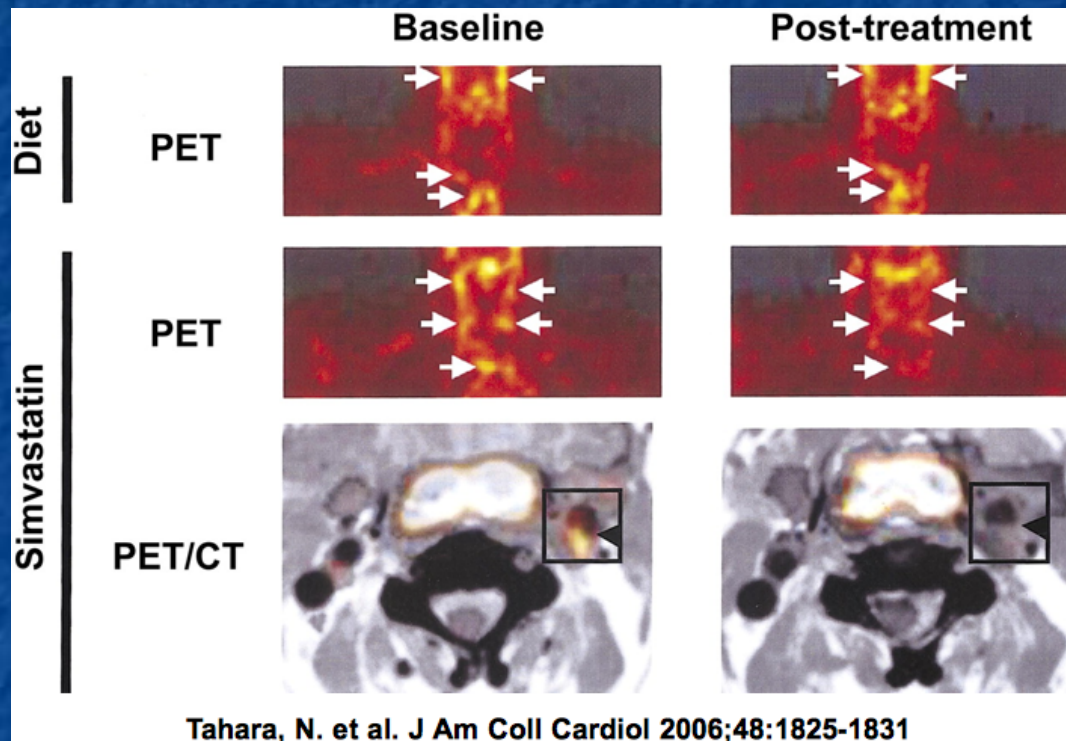 Baseline
Post-treatment
Diet
PET
Simvastatin
PET
PET/CT
Tahara, N. et al. J Am Coll Cardiol 2006;48:1825-1831